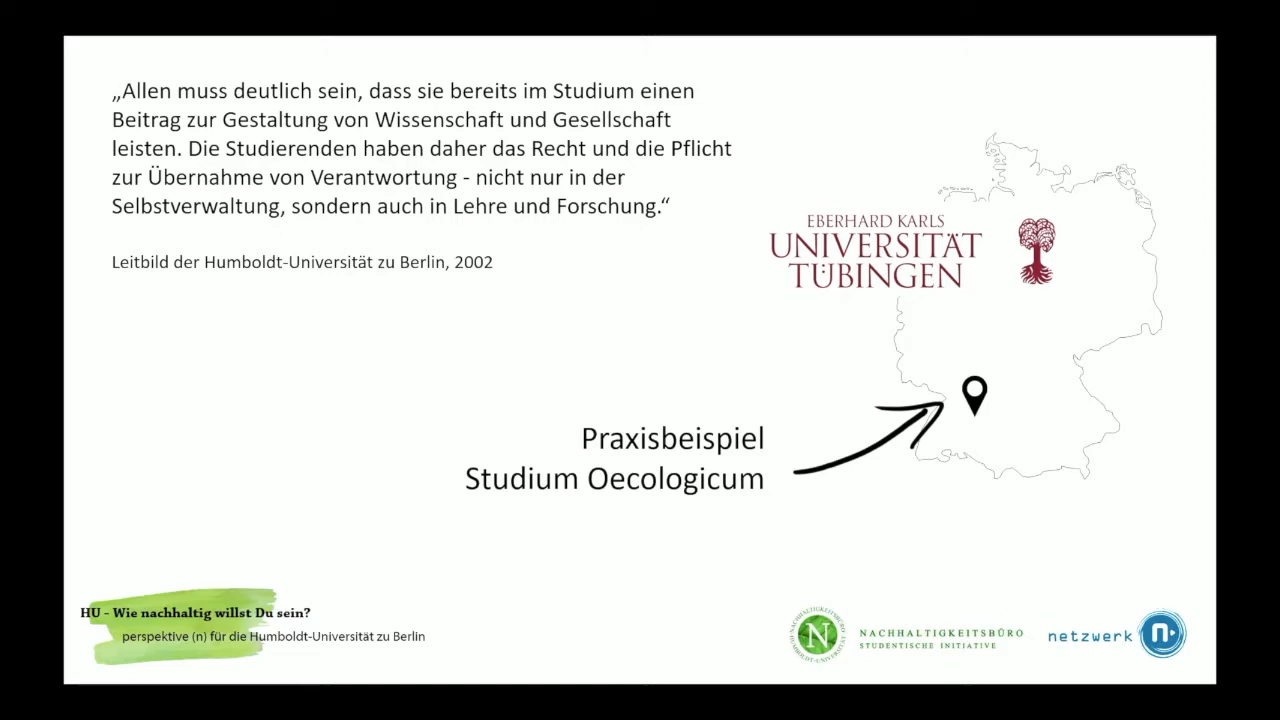 „Allen muss deutlich sein, dass sie bereits im Studium einen
Beitrag zur Gestaltung von Wissenschaft und Gesellschaft
leisten. Die Studierenden haben daher das Recht und die Pflicht
zur Übernahme von Verantwortung - nicht nur in der
Selbstverwaltung, sondern auch in Lehre und Forschung.“
Leitbild der Humboldt-Universität zu Berlin, 2002
EBERHARD KARLS
UNIVERSITÄT
TÜBINGEN
Praxisbeispiel
Studium Oecologicum
HU - Wie nachhaltig willst Du sein?
perspektive (n) für die Humboldt-Universität zu Berlin
NACHHALTIGKEITSBÜRO
HUMBOLDT-UNIVERSITÄT
N
NACHHALTIGKEITSBÜRO
STUDENTISCHE INITIATIVE
netzwerk
n